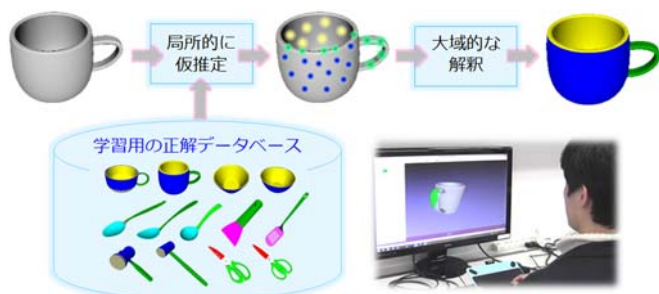 局所的に
仮推定
大域的な
解釈
学習用の正解データベース